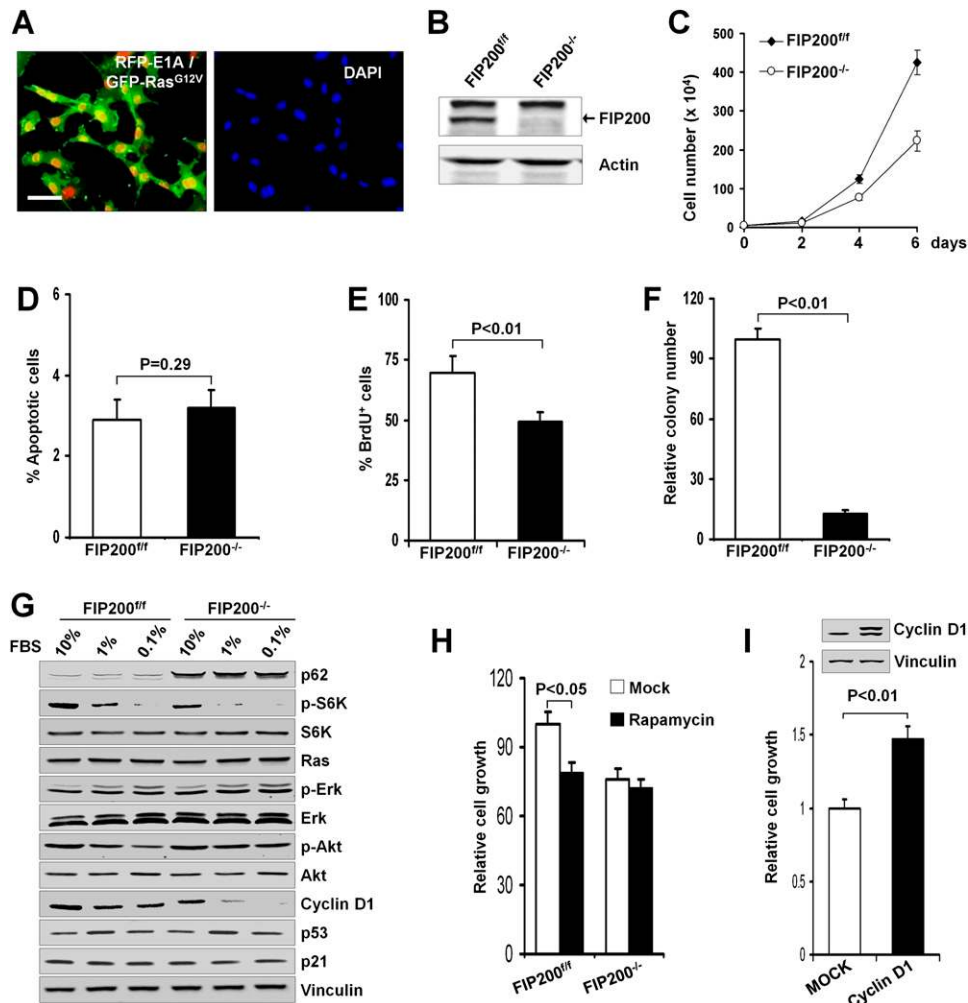 A
RFP-E1A /
GFP-Ras^G12V
DAPI
B
FIP200^f/f
FIP200^-/-
←FIP200
Actin
C
FIP200^f/f
FIP200^-/-
Cell number (x 10^4)
500
400
300
200
100
0
0 2 4 6 days
D
% Apoptotic cells
6
4
2
0
P=0.29
FIP200^f/f FIP200^-/-
E
% BrdU^+ cells
100
75
50
25
0
P<0.01
FIP200^f/f FIP200^-/-
F
Relative colony number
120
90
60
30
0
P<0.01
FIP200^f/f FIP200^-/-
G
FIP200^f/f FIP200^-/-
FBS 10% 1% 0.1% 10% 1% 0.1%
p62
p-S6K
S6K
Ras
p-Erk
Erk
p-Akt
Akt
Cyclin D1
p53
p21
Vinculin
H
Relative cell growth
120
90
60
30
0
P<0.05
Mock
Rapamycin
FIP200^f/f FIP200^-/-
I
Cyclin D1
Vinculin
Relative cell growth
2
1.5
1
0.5
0
P<0.01
MOCK Cyclin D1